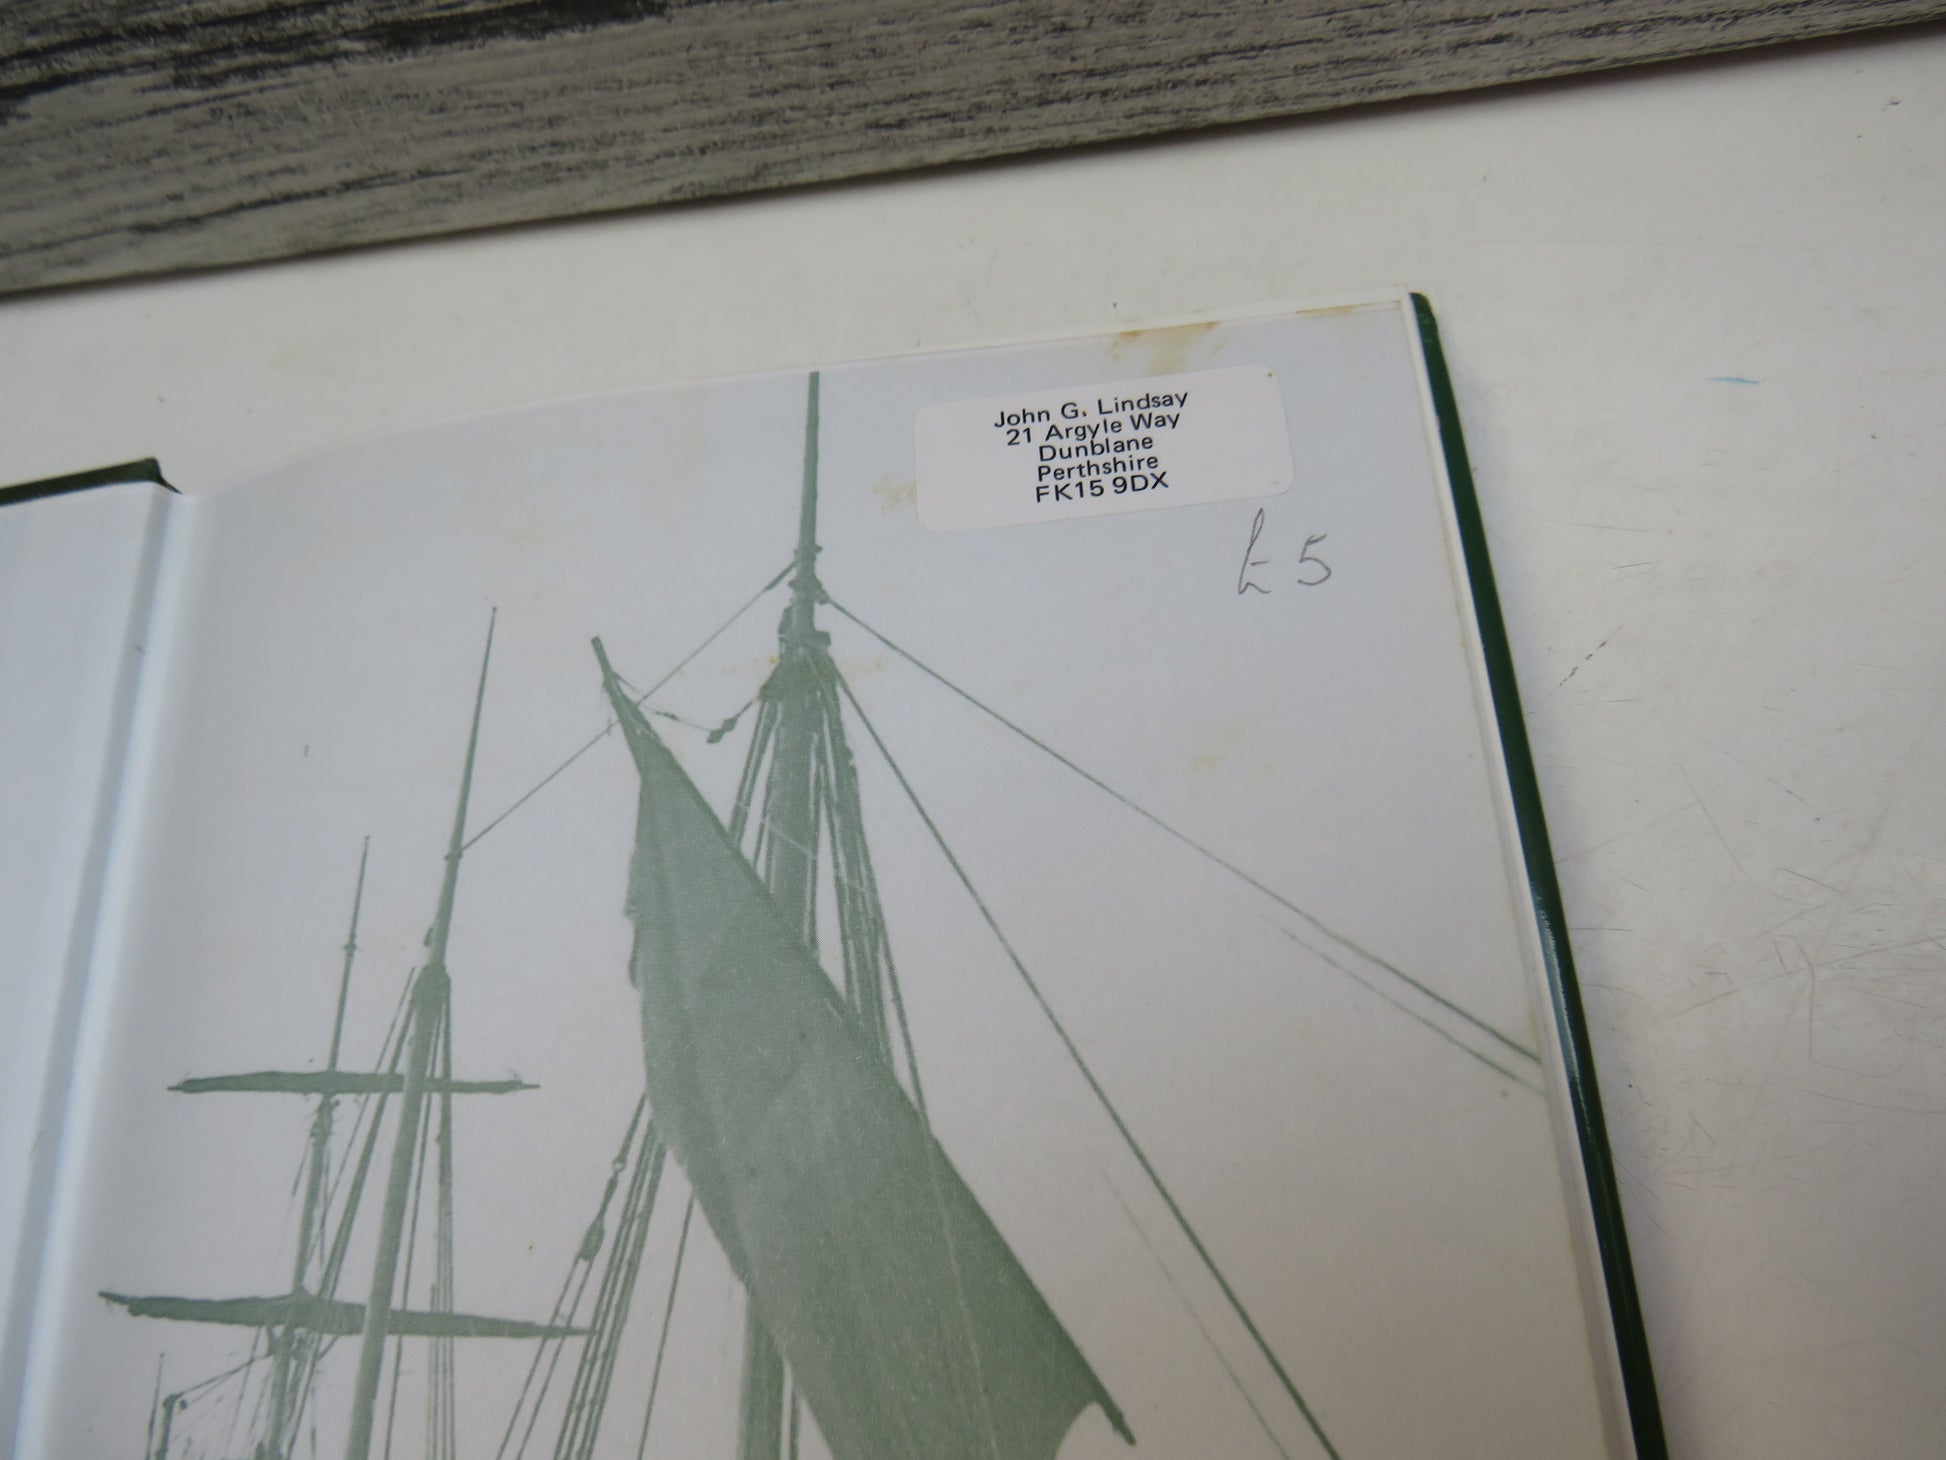 John G. Lindsay
21 Argyle Way
Dunblane
Perthshire
FK15 9DX
£5